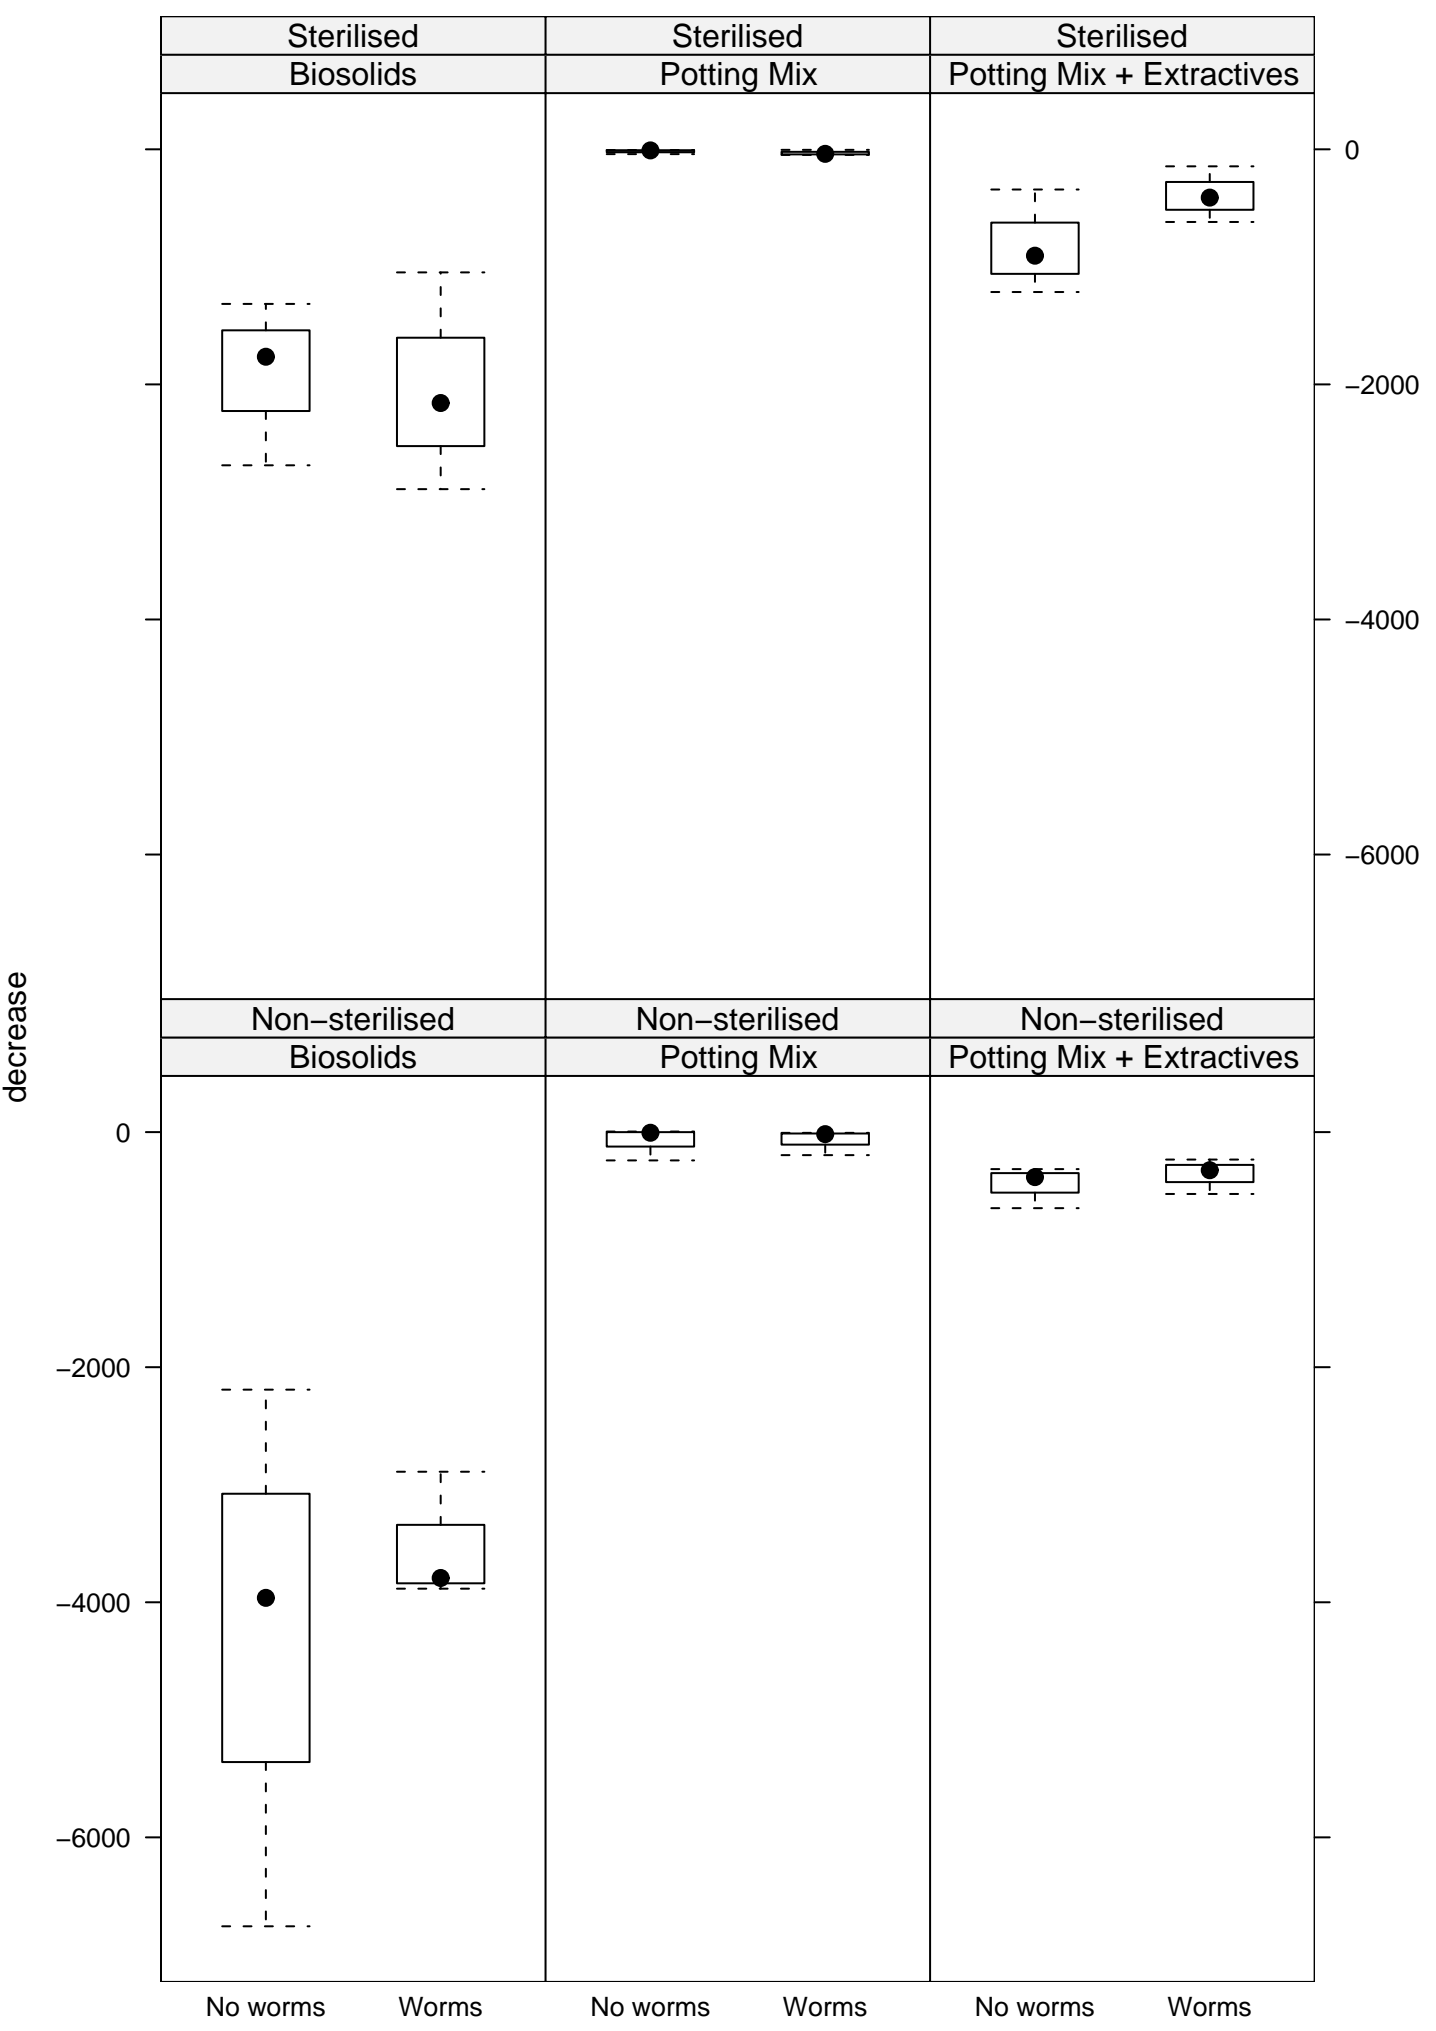 Sterilised Sterilised Sterilised
Biosolids Potting Mix Potting Mix + Extractives
0
−2000
−4000
−6000
decrease
Non−sterilised Non−sterilised Non−sterilised
Biosolids Potting Mix Potting Mix + Extractives
0
−2000
−4000
−6000
No worms Worms No worms Worms No worms Worms